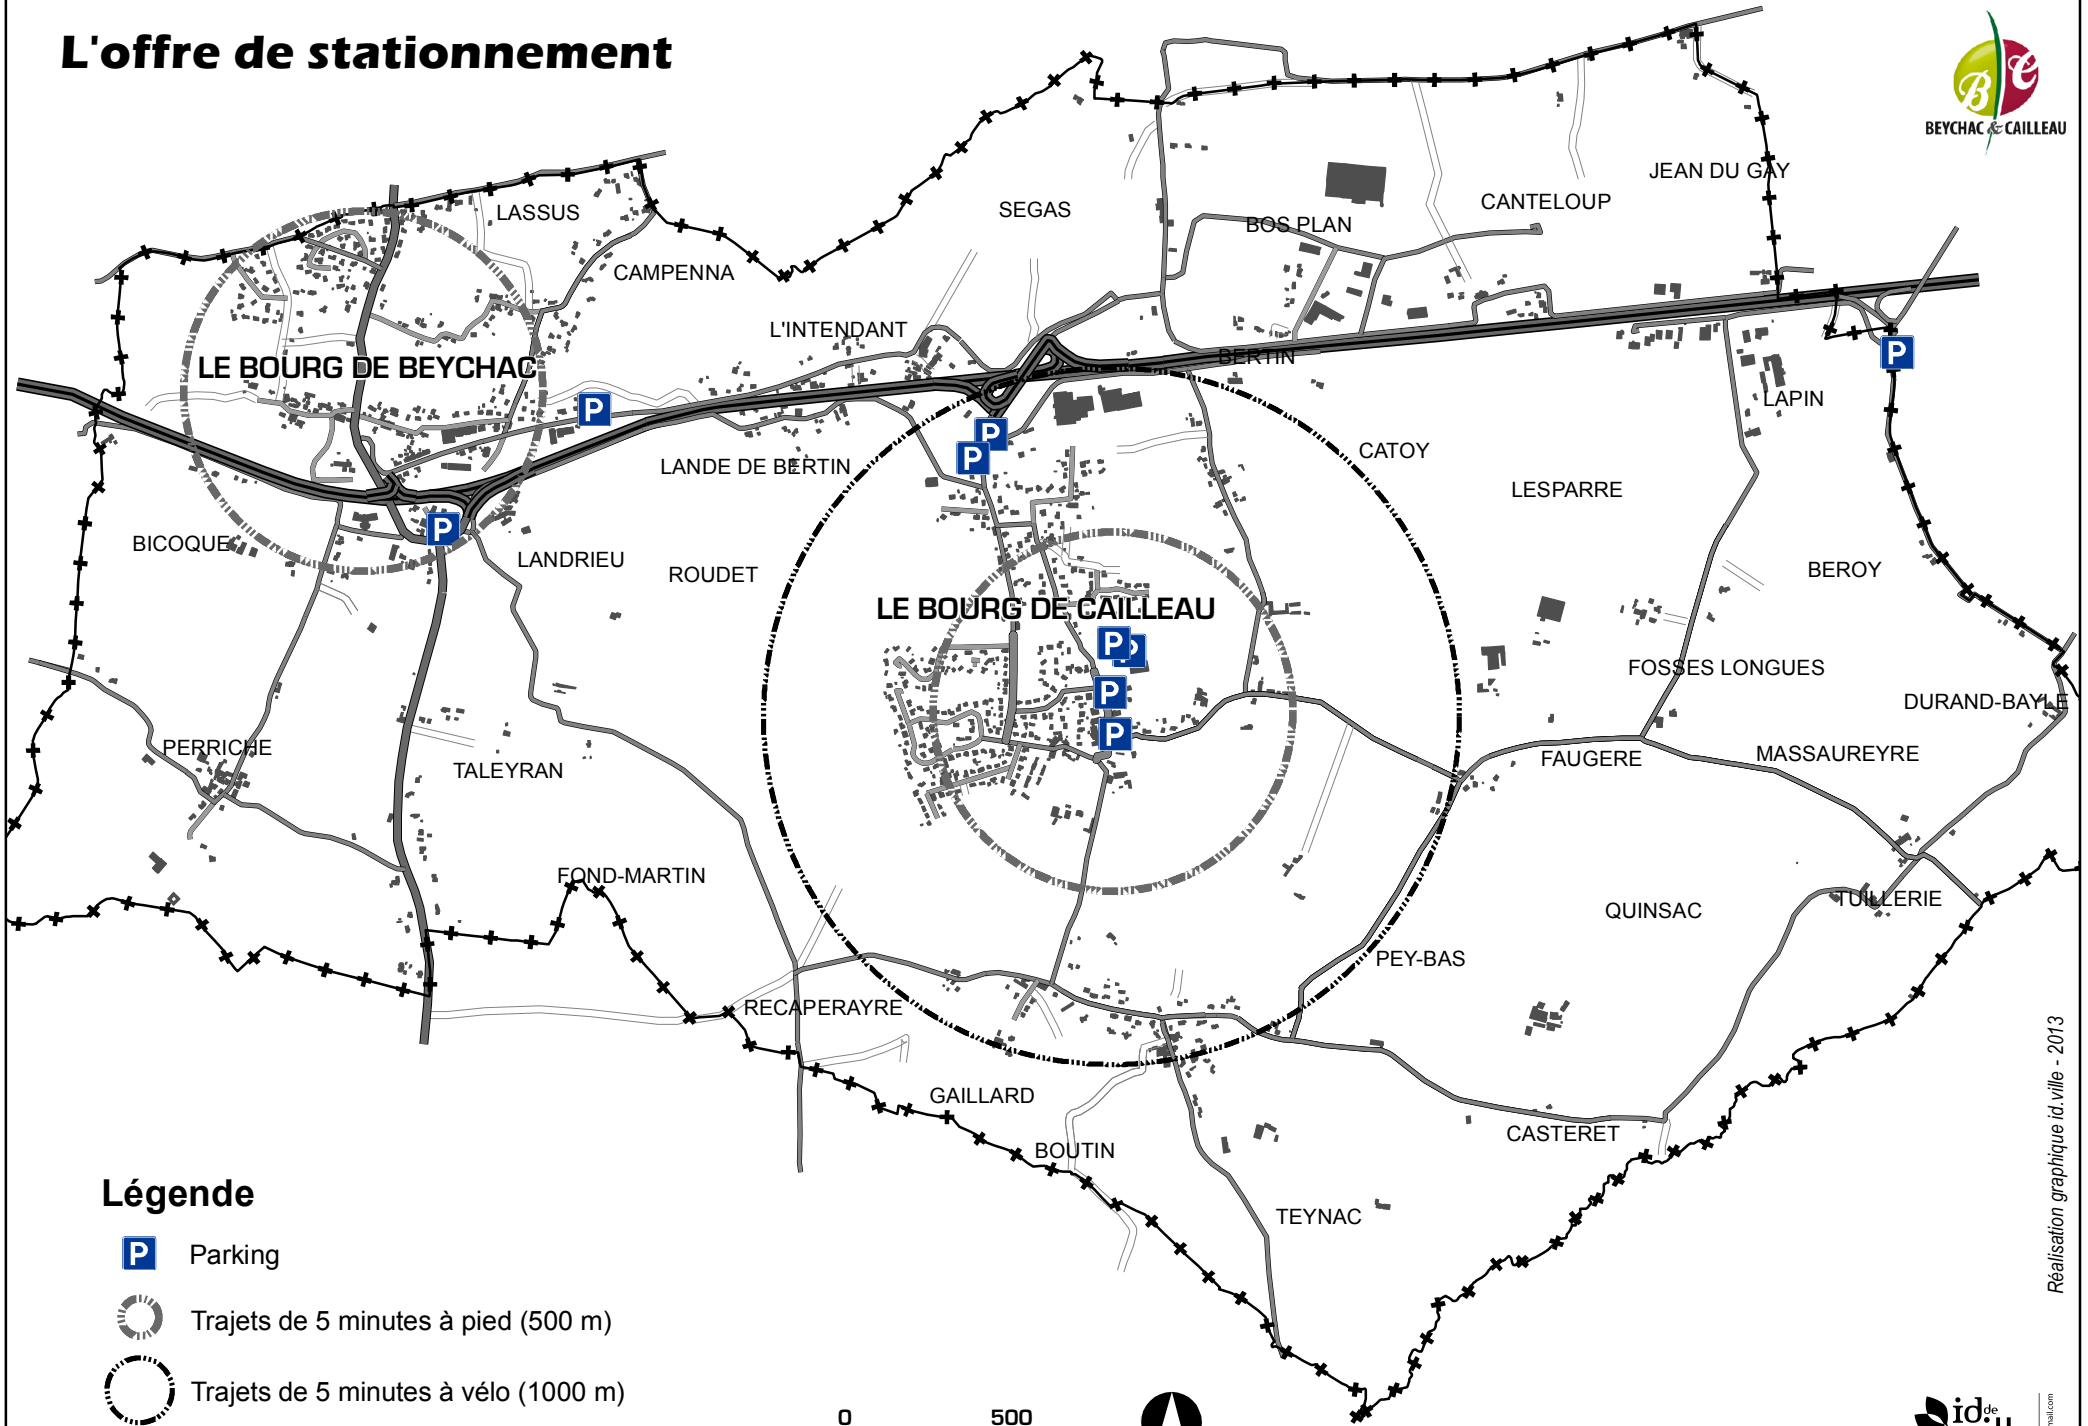 L'offre de stationnement
B C
BEYCHAC & CAILLEAU
JEAN DU GAY
LASSUS
SEGAS
CANTELOUP
BOS PLAN
CAMPENNA
L'INTENDANT
BERTIN
LE BOURG DE BEYCHAC
P
LAPIN
P
P
P
LANDE DE BERTIN
CATOY
LESPARRE
P
BICOQUE
LANDRIEU
ROUDET
BEROY
LE BOURG DE CAILLEAU
P
P
P
P
FOSSES LONGUES
DURAND-BAYLE
PERRICHE
TALEYRAN
FAUGERE
MASSAUREYRE
FOND-MARTIN
QUINSAC
TUILLERIE
PEY-BAS
RECAPERAYRE
GAILLARD
CASTERET
BOUTIN
TEYNAC
Légende
P Parking
Trajets de 5 minutes à pied (500 m)
Trajets de 5 minutes à vélo (1000 m)
0 500
Réalisation graphique id.ville - 2013
id de